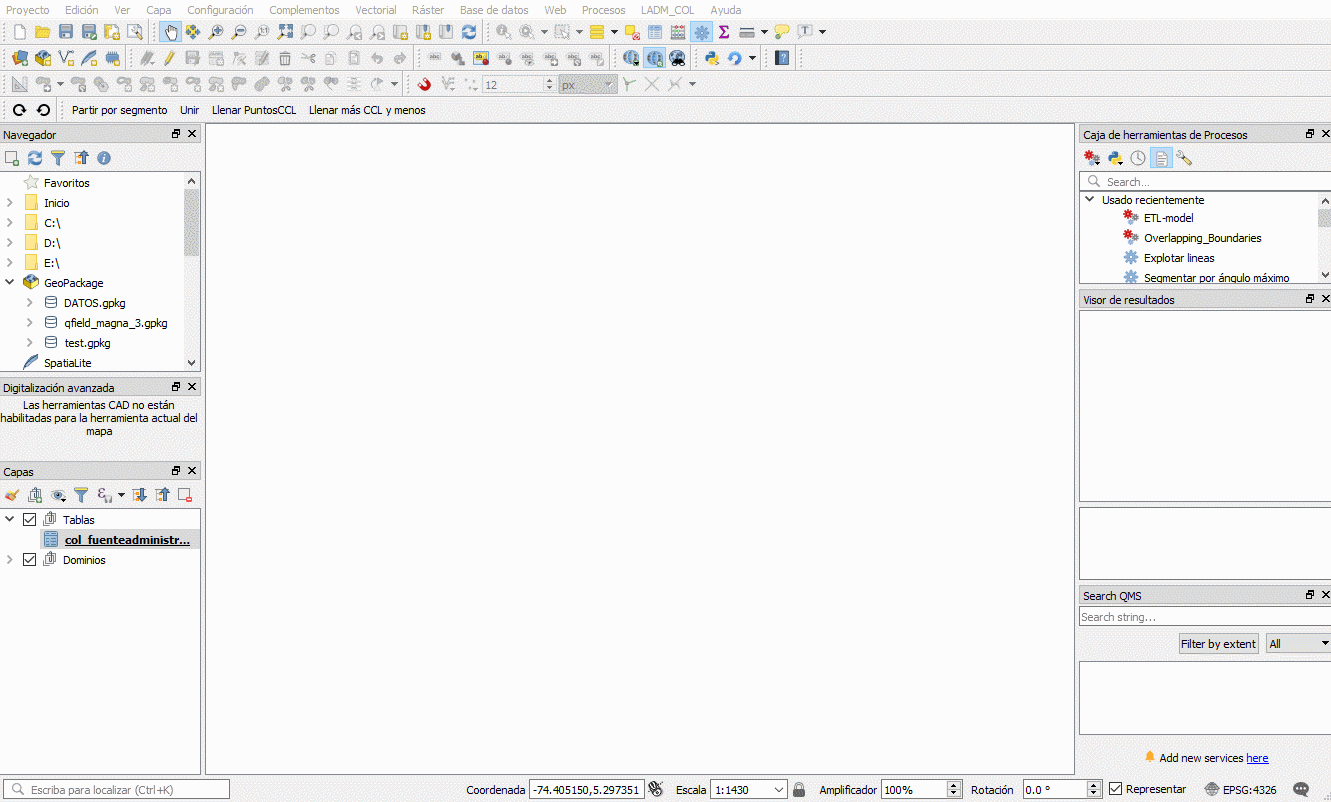 Proyecto Edición Ver Capa Configuración Complementos Vectorial Ráster Base de datos Web Procesos LADM_COL Ayuda
12 px
Partir por segmento Unir Llenar PuntosCCL Llenar más CCL y menos
Navegador
Favoritos
Inicio
C:\
D:\
E:\
GeoPackage
DATOS.gpkg
qfield_magna_3.gpkg
test.gpkg
SpatiaLite
Digitalización avanzada
Las herramientas CAD no están
habilitadas para la herramienta actual del
mapa
Capas
Tablas
col_fuenteadministr...
Dominios
Caja de herramientas de Procesos
Search...
Usado recientemente
ETL-model
Overlapping_Boundaries
Explotar lineas
Segmentar por ángulo máximo
Visor de resultados
Search QMS
Search string...
Filter by extent All
Add new services here
Escriba para localizar (Ctrl+K) Coordenada -74.405150,5.297351 Escala 1:1430 Amplificador 100% Rotación 0.0 ° Representar EPSG:4326